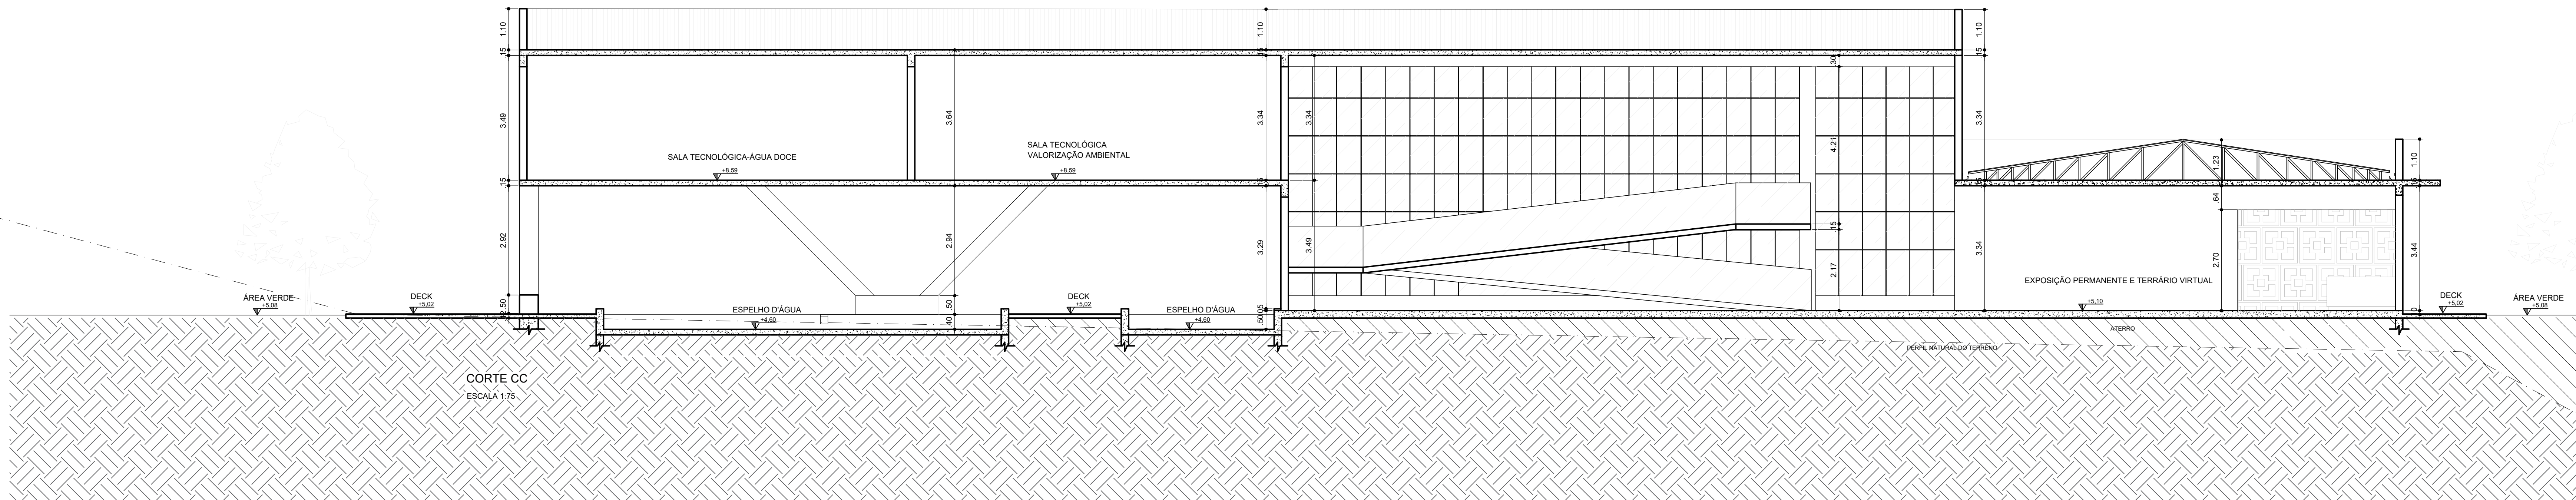 1.10
.15
3.49
.15
2.92
.50
1.10
.15
3.34
.15
3.29
.05
.50
3.64
2.94
.50
.40
3.34
3.49
.30
4.21
.15
2.17
1.10
.15
3.34
.15
3.34
1.23
.64
2.70
1.10
.15
3.44
SALA TECNOLÓGICA-ÁGUA DOCE
+8,59
SALA TECNOLÓGICA
VALORIZAÇÃO AMBIENTAL
+8,59
EXPOSIÇÃO PERMANENTE E TERRÁRIO VIRTUAL
+5,10
ÁREA VERDE
+5,08
DECK
+5,02
ESPELHO D'ÁGUA
+4,60
DECK
+5,02
ESPELHO D'ÁGUA
+4,60
DECK
+5,02
ÁREA VERDE
+5,08
ATERRO
PERFIL NATURAL DO TERRENO
CORTE CC
ESCALA 1:75